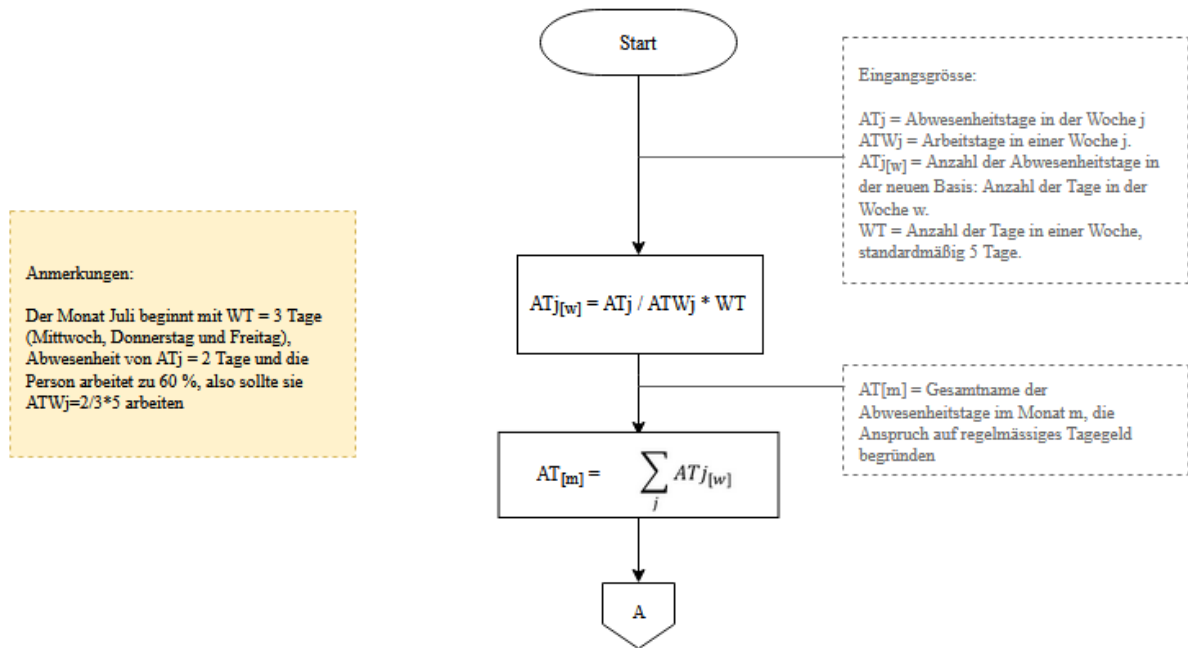 Start
Eingangsgrösse:
ATj = Abwesenheitstage in der Woche j
ATWj = Arbeitstage in einer Woche j.
ATj[w] = Anzahl der Abwesenheitstage in
der neuen Basis: Anzahl der Tage in der
Woche w.
WT = Anzahl der Tage in einer Woche,
standardmäßig 5 Tage.
Anmerkungen:
Der Monat Juli beginnt mit WT = 3 Tage
(Mittwoch, Donnerstag und Freitag),
Abwesenheit von ATj = 2 Tage und die
Person arbeitet zu 60 %, also sollte sie
ATWj=2/3*5 arbeiten
ATj[w] = ATj / ATWj * WT
AT[m] = Gesamtname der
Abwesenheitstage im Monat m, die
Anspruch auf regelmässiges Tagegeld
begründen
AT[m] = ∑j ATj[w]
A